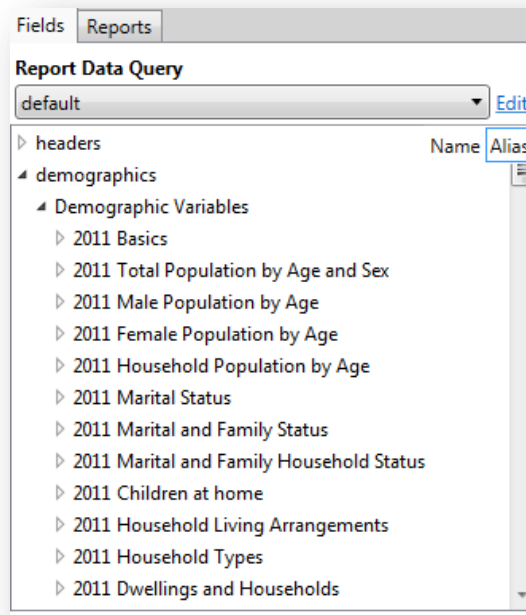 Fields Reports
Report Data Query
default Edit
headers Name Alias
demographics
Demographic Variables
2011 Basics
2011 Total Population by Age and Sex
2011 Male Population by Age
2011 Female Population by Age
2011 Household Population by Age
2011 Marital Status
2011 Marital and Family Status
2011 Marital and Family Household Status
2011 Children at home
2011 Household Living Arrangements
2011 Household Types
2011 Dwellings and Households